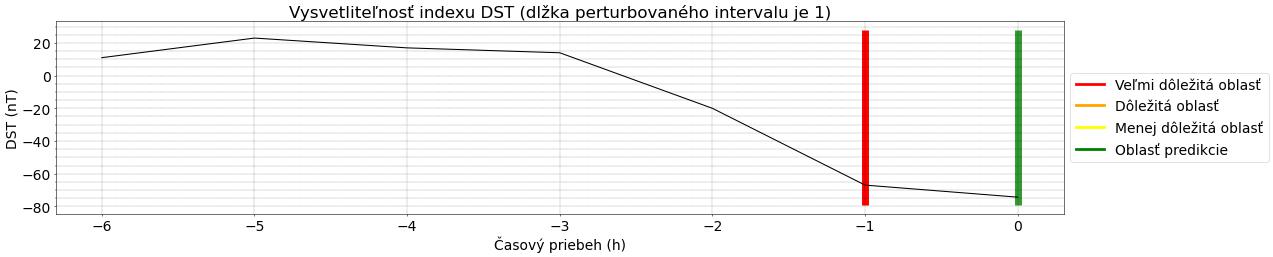 Vysvetliteľnosť indexu DST (dĺžka perturbovaného intervalu je 1)
DST (nT)
20
0
−20
−40
−60
−80
−6
−5
−4
−3
−2
−1
0
Časový priebeh (h)
Veľmi dôležitá oblasť
Dôležitá oblasť
Menej dôležitá oblasť
Oblasť predikcie